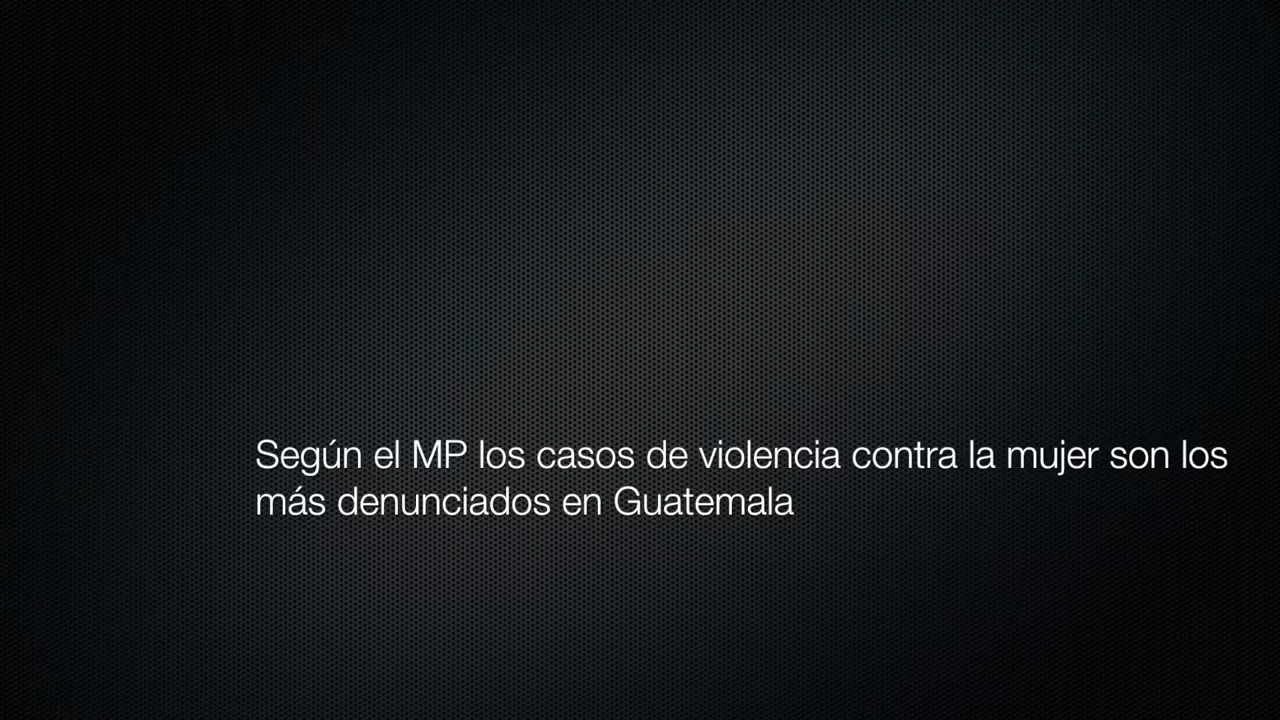 Según el MP los casos de violencia contra la mujer son los
más denunciados en Guatemala